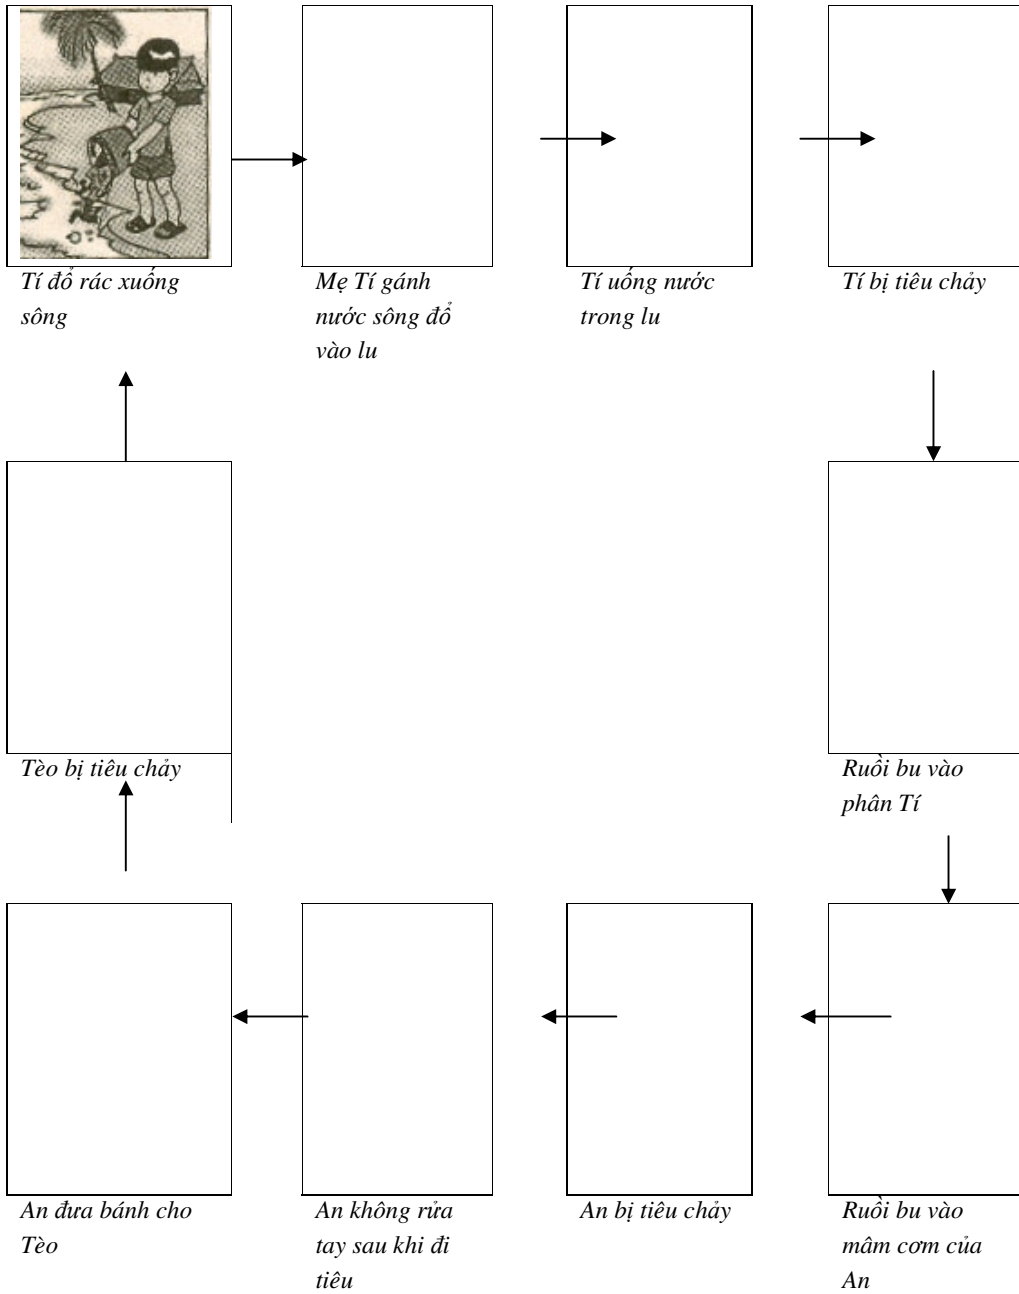 Tí đổ rác xuống
sông
Mẹ Tí gánh
nước sông đổ
vào lu
Tí uống nước
trong lu
Tí bị tiêu chảy
Tèo bị tiêu chảy
Ruồi bu vào
phân Tí
An đưa bánh cho
Tèo
An không rửa
tay sau khi đi
tiêu
An bị tiêu chảy
Ruồi bu vào
mâm cơm của
An